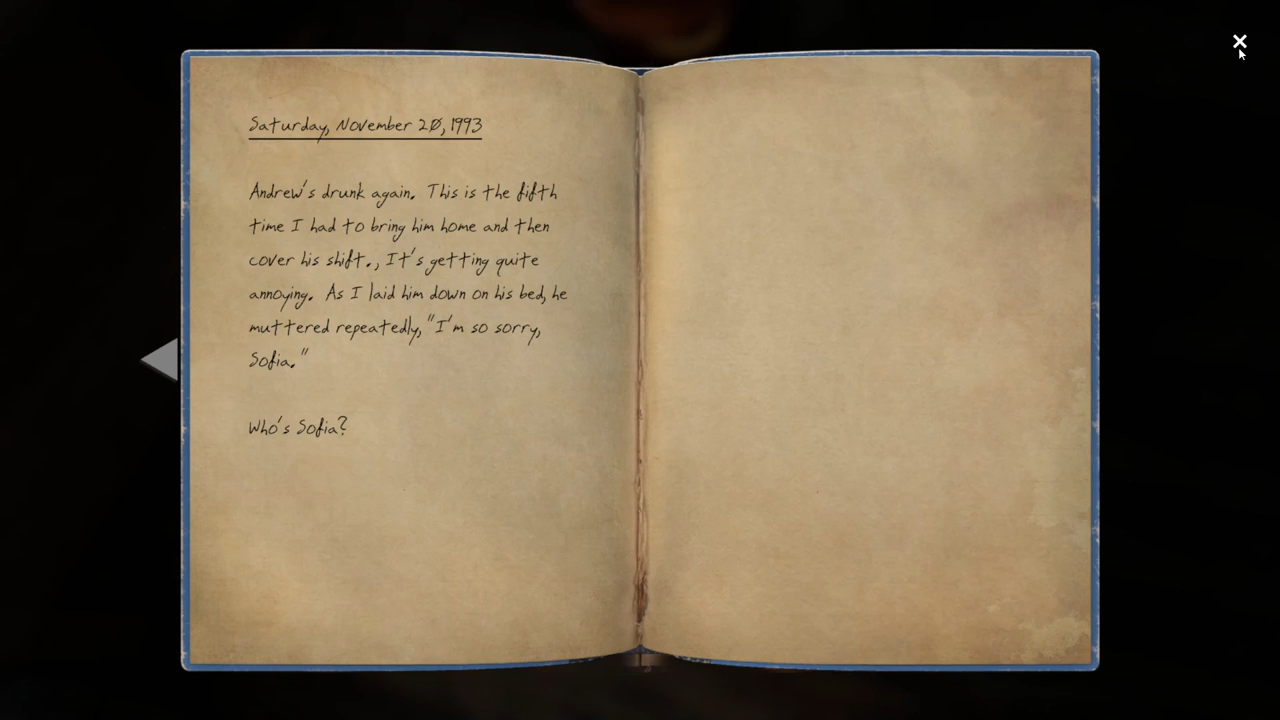 Saturday, November 20, 1993
Andrew's drunk again. This is the fifth
time I had to bring him home and then
cover his shift., It's getting quite
annoying. As I laid him down on his bed, he
muttered repeatedly, "I'm so sorry,
Sofia."
Who's Sofia?